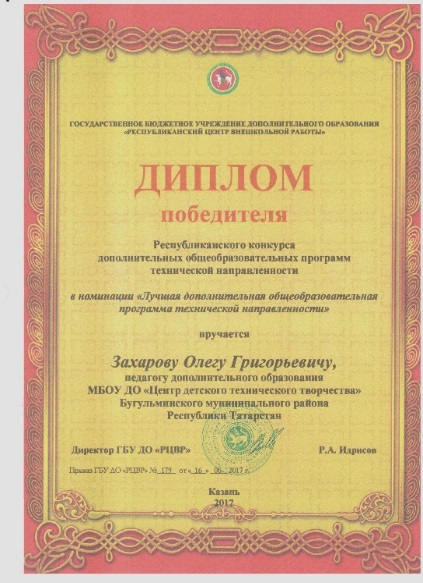 ГОСУДАРСТВЕННОЕ БЮДЖЕТНОЕ УЧРЕЖДЕНИЕ ДОПОЛНИТЕЛЬНОГО ОБРАЗОВАНИЯ
«РЕСПУБЛИКАНСКИЙ ЦЕНТР ВНЕШКОЛЬНОЙ РАБОТЫ»
ДИПЛОМ
победителя
Республиканского конкурса
дополнительных общеобразовательных программ
технической направленности
в номинации «Лучшая дополнительная общеобразовательная
программа технической направленности»
вручается
Захарову Олегу Григорьевичу,
педагогу дополнительного образования
МБОУ ДО «Центр детского технического творчества»
Бугульминского муниципального района
Республики Татарстан
Директор ГБУ ДО «РЦВР» Р.А. Идрисов
Приказ ГБУ ДО «РЦВР» № 179 от « 16 » 06 2017 г.
Казань
2017